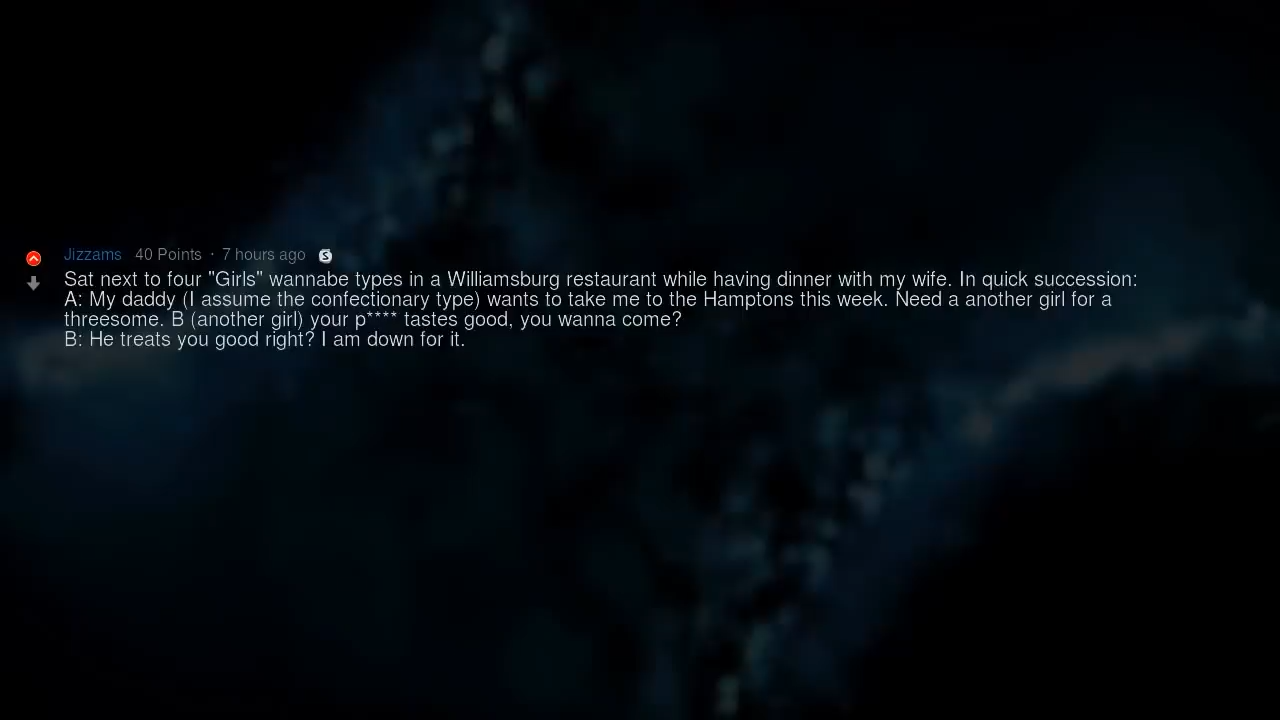 Jizzams 40 Points · 7 hours ago
Sat next to four "Girls" wannabe types in a Williamsburg restaurant while having dinner with my wife. In quick succession:
A: My daddy (I assume the confectionary type) wants to take me to the Hamptons this week. Need a another girl for a
threesome. B (another girl) your p**** tastes good, you wanna come?
B: He treats you good right? I am down for it.